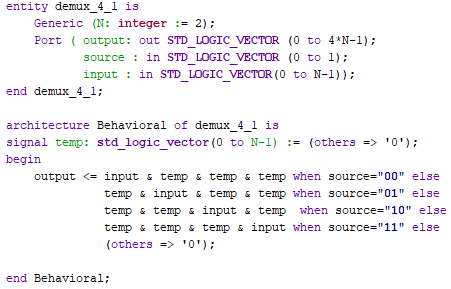 entity demux_4_1 is
Generic (N: integer := 2);
Port ( output: out STD_LOGIC_VECTOR (0 to 4*N-1);
source : in STD_LOGIC_VECTOR (0 to 1);
input : in STD_LOGIC_VECTOR(0 to N-1));
end demux_4_1;
architecture Behavioral of demux_4_1 is
signal temp: std_logic_vector(0 to N-1) := (others => '0');
begin
output <= input & temp & temp & temp when source="00" else
temp & input & temp & temp when source="01" else
temp & temp & input & temp  when source="10" else
temp & temp & temp & input when source="11" else
(others => '0');
end Behavioral;